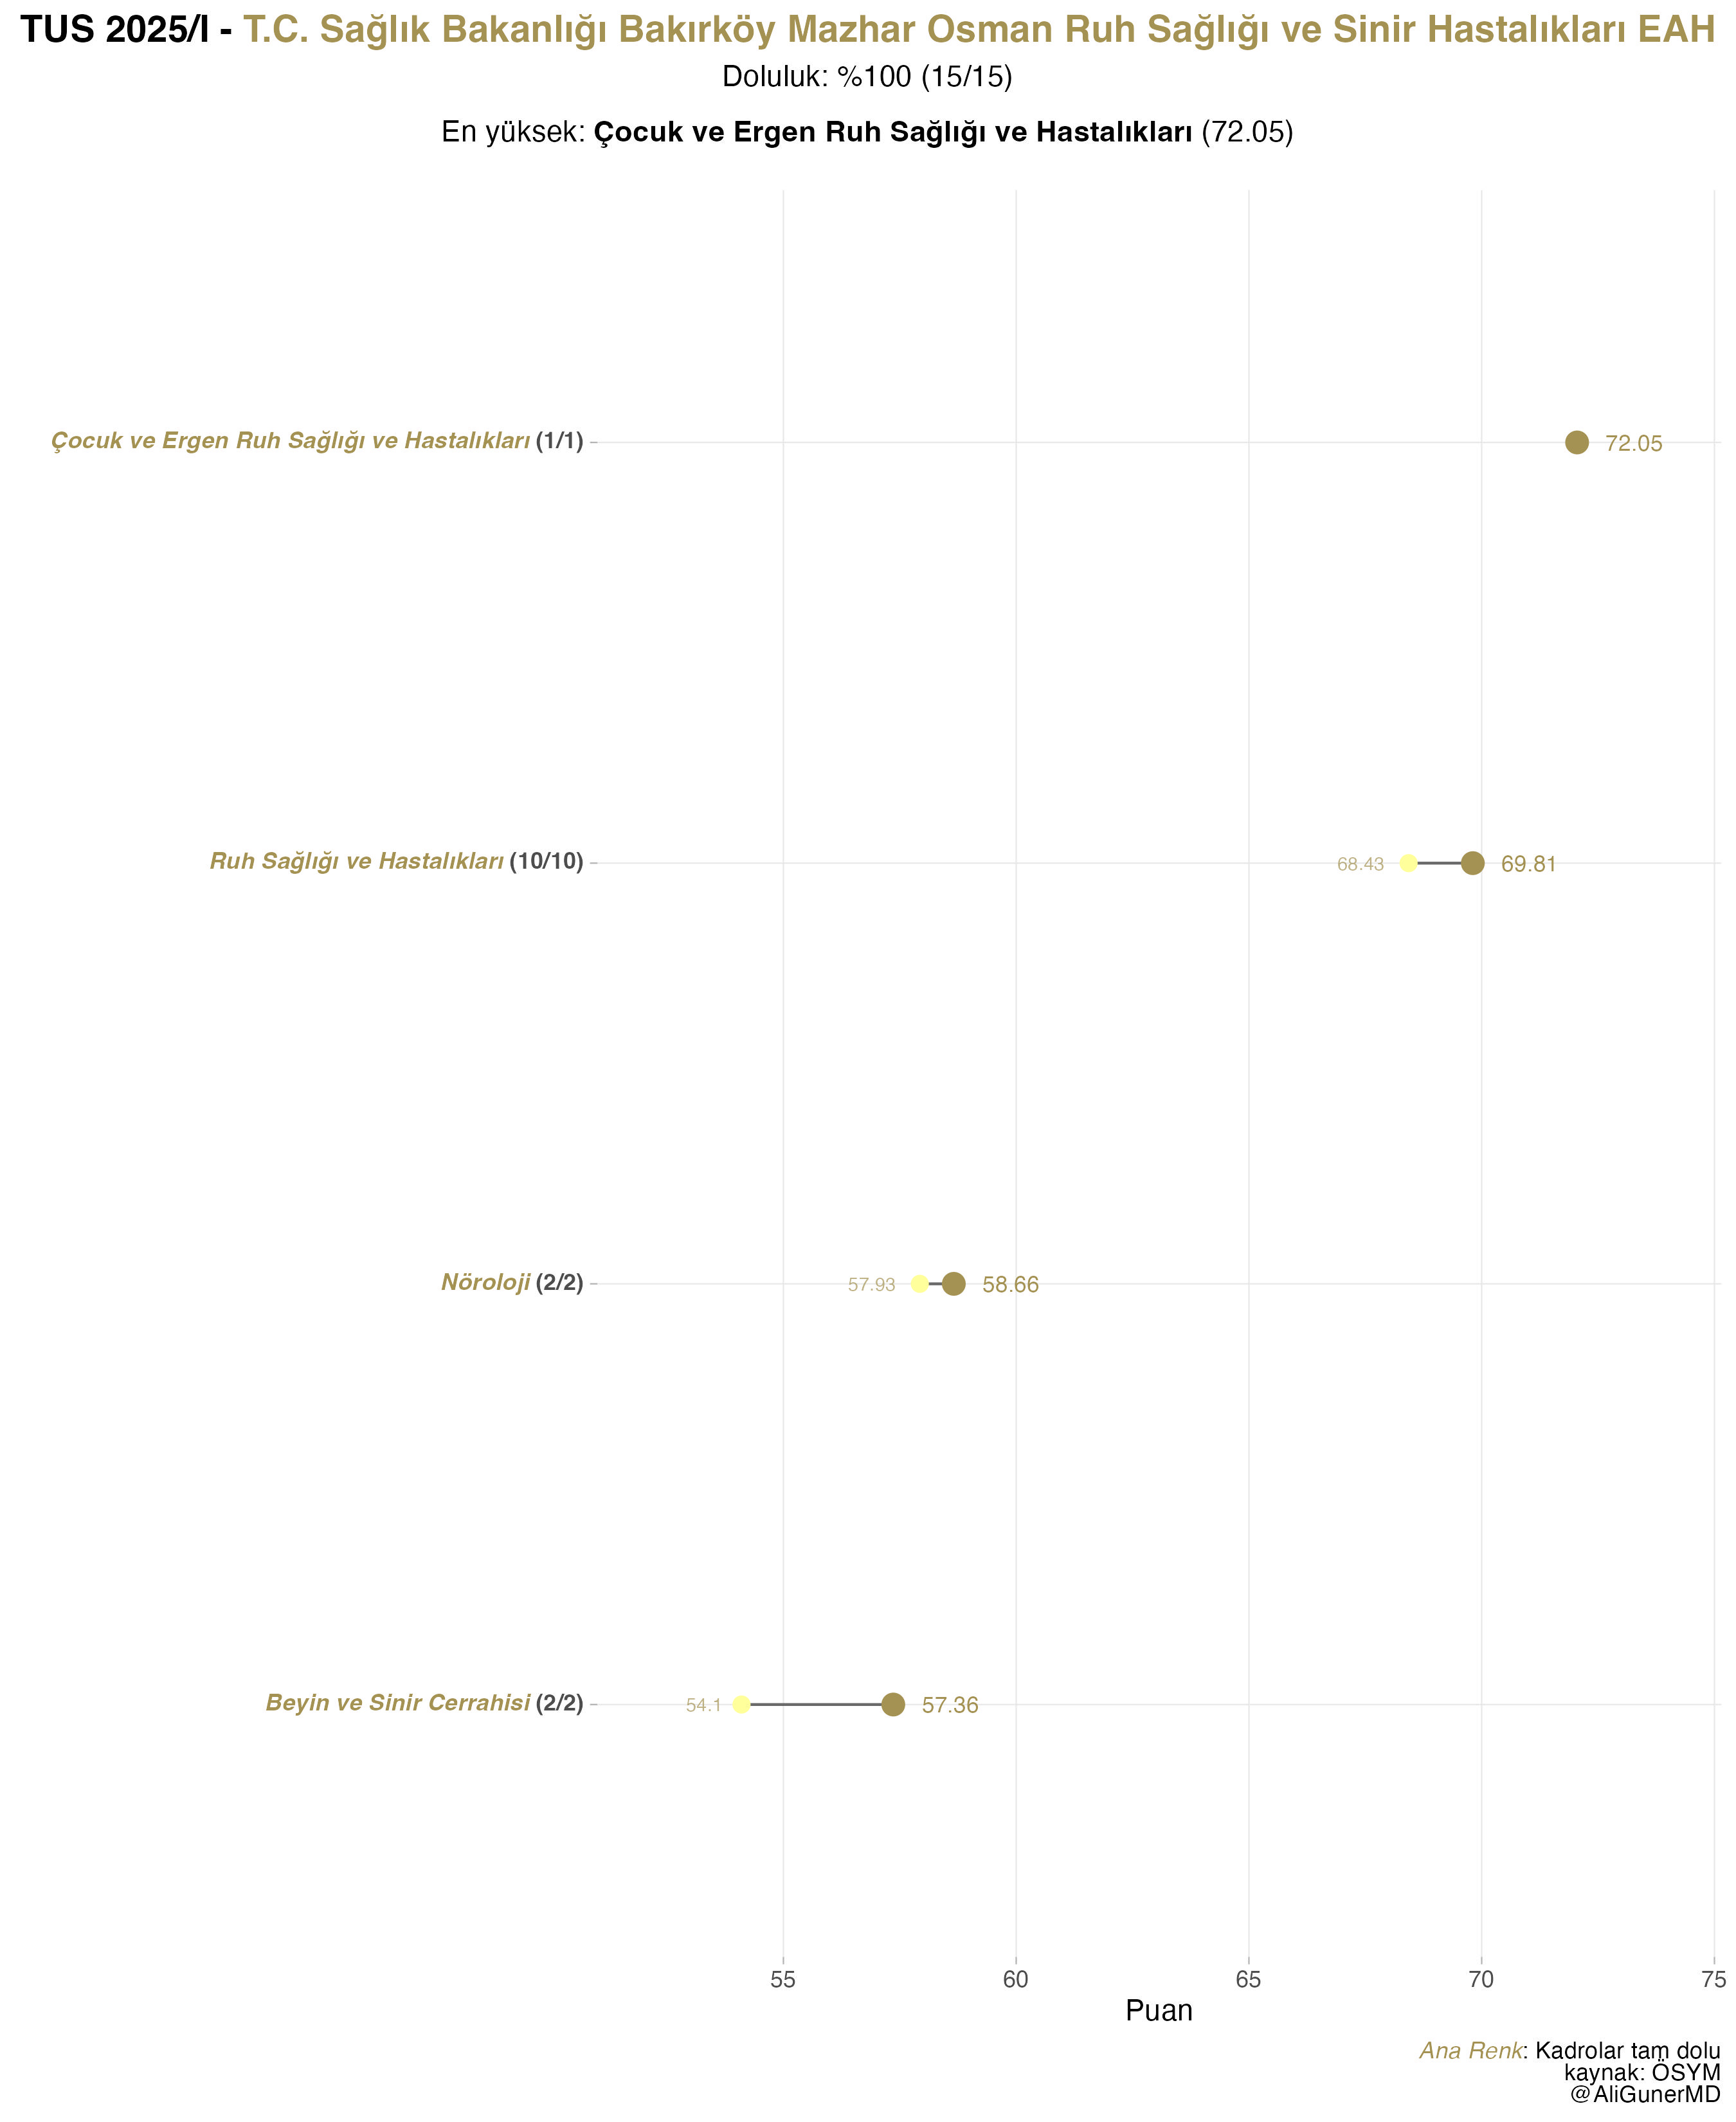 TUS 2025/I - T.C. Sağlık Bakanlığı Bakırköy Mazhar Osman Ruh Sağlığı ve Sinir Hastalıkları EAH
Doluluk: %100 (15/15)
En yüksek: Çocuk ve Ergen Ruh Sağlığı ve Hastalıkları (72.05)
Çocuk ve Ergen Ruh Sağlığı ve Hastalıkları (1/1)
72.05
Ruh Sağlığı ve Hastalıkları (10/10)
68.43
69.81
Nöroloji (2/2)
57.93
58.66
Beyin ve Sinir Cerrahisi (2/2)
54.1
57.36
55
60
65
70
75
Puan
Ana Renk: Kadrolar tam dolu
kaynak: ÖSYM
@AliGunerMD